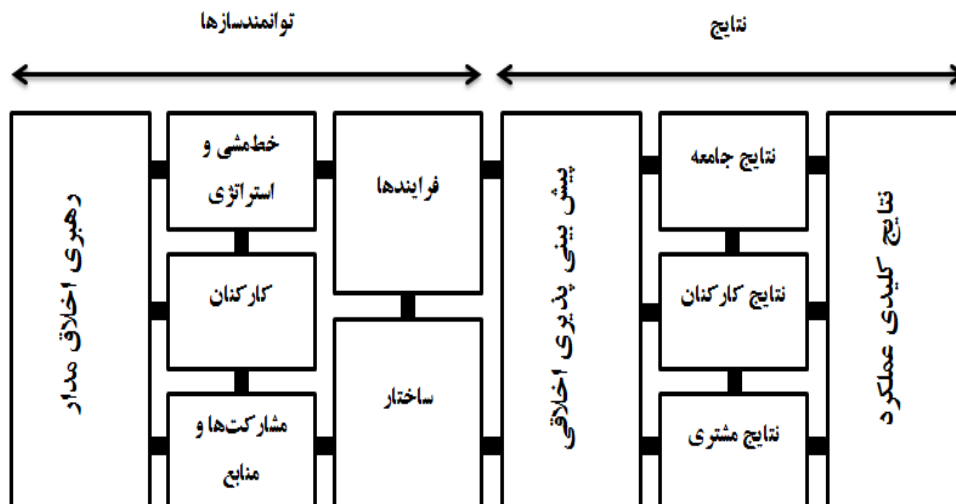 توانمندسازها
نتایج
رهبری اخلاق مدار
خط‌مشی و
استراتژی
کارکنان
مشارکت‌ها و
منابع
فرایندها
ساختار
پیش بینی پذیری اخلاقی
نتایج جامعه
نتایج کارکنان
نتایج مشتری
نتایج کلیدی عملکرد